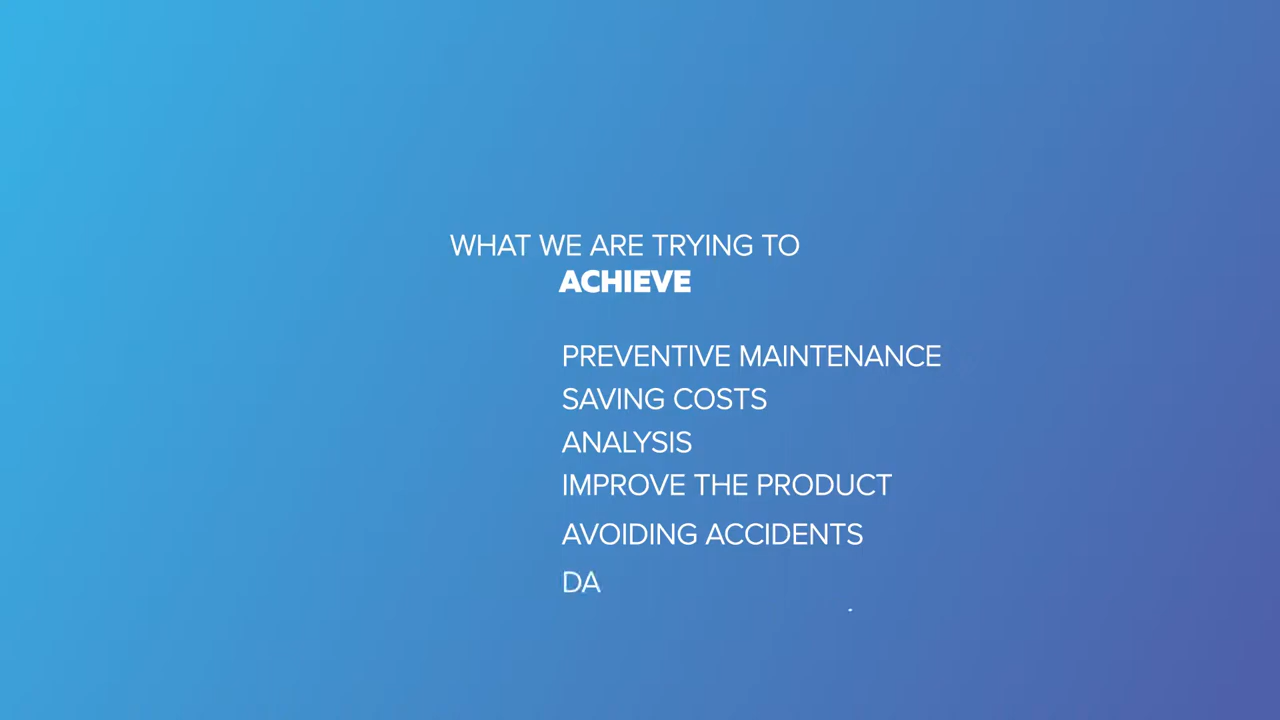 WHAT WE ARE TRYING TO
ACHIEVE
PREVENTIVE MAINTENANCE
SAVING COSTS
ANALYSIS
IMPROVE THE PRODUCT
AVOIDING ACCIDENTS
DA